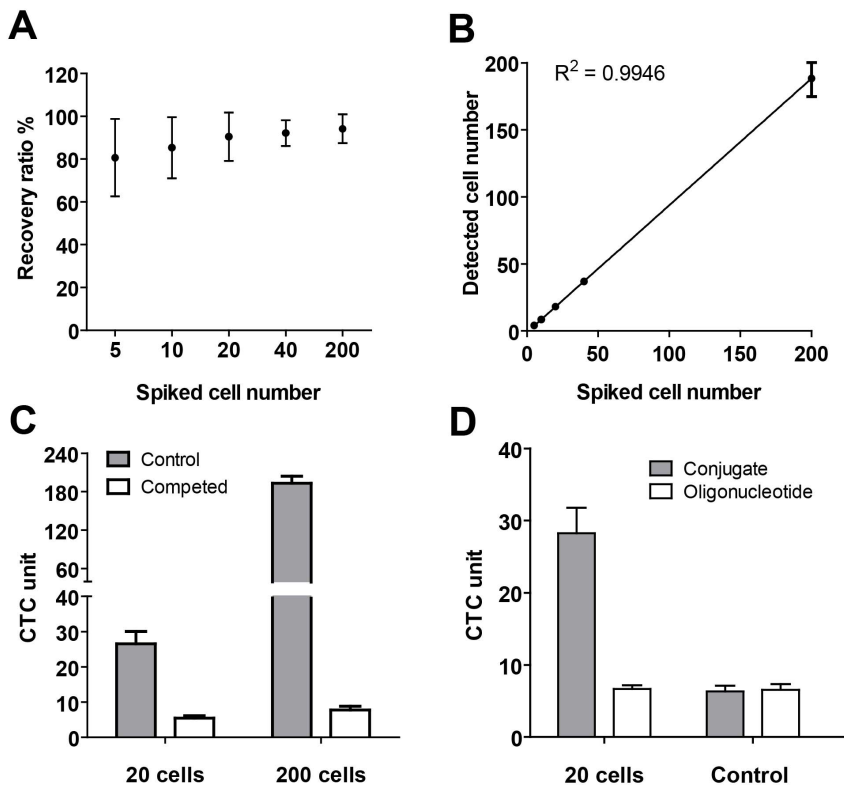 A
120
100
80
60
40
20
0
Recovery ratio %
5 10 20 40 200
Spiked cell number
B
R² = 0.9946
200
150
100
50
0
Detected cell number
0 50 100 150 200
Spiked cell number
C
240
180
120
60
40
30
20
10
0
CTC unit
Control
Competed
20 cells 200 cells
D
40
30
20
10
0
CTC unit
Conjugate
Oligonucleotide
20 cells Control